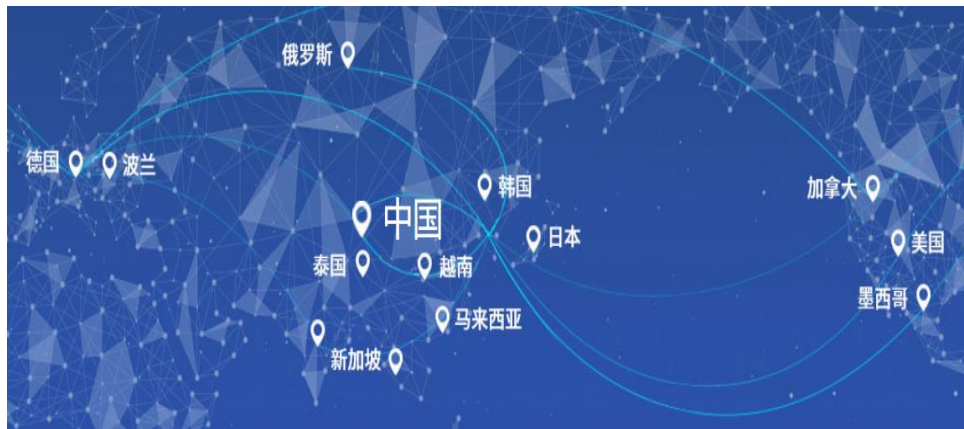 俄罗斯
德国
波兰
韩国
加拿大
中国
日本
美国
泰国
越南
墨西哥
马来西亚
新加坡